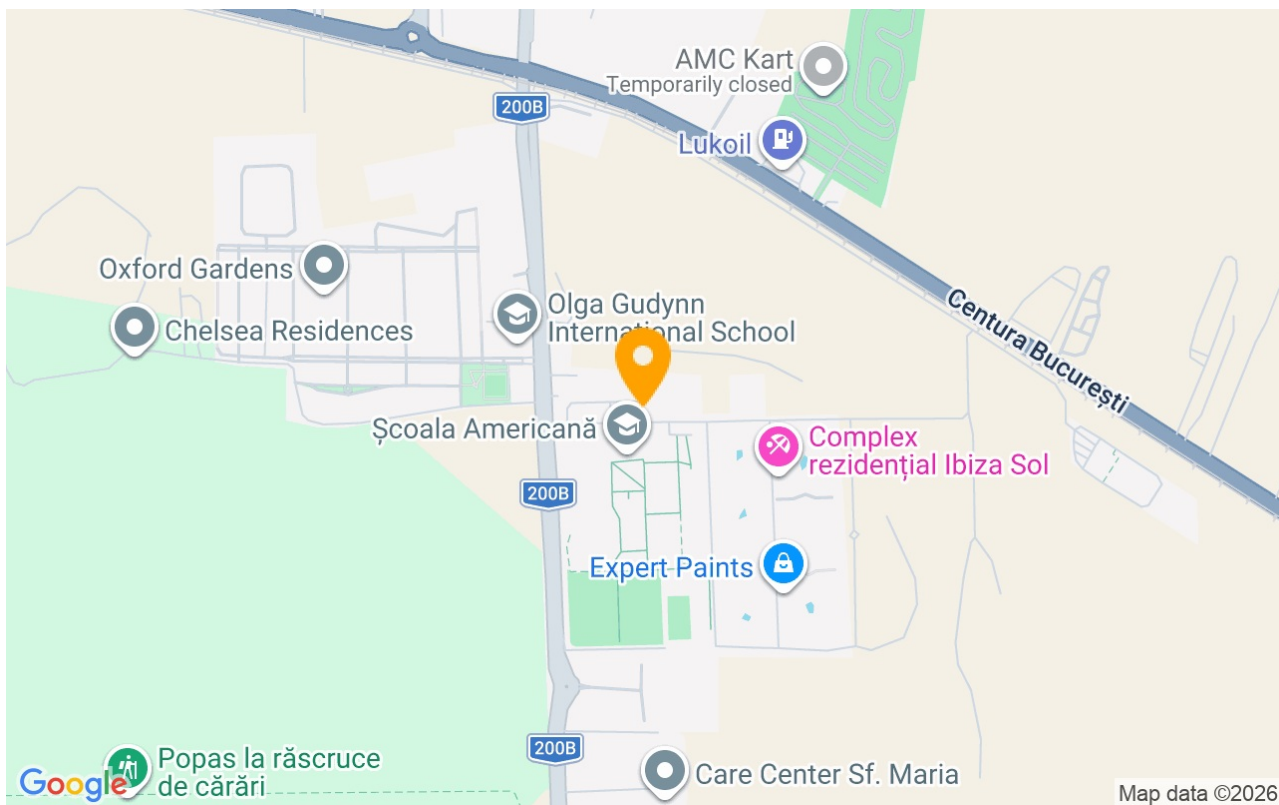 AMC Kart
Temporarily closed
200B
Lukoil
Oxford Gardens
Olga Gudynn
International School
Chelsea Residences
Centura București
Școala Americană
Complex
rezidențial Ibiza Sol
200B
Expert Paints
200B
Popas la răscruce
de cărări
Care Center Sf. Maria
Google
Map data ©2026